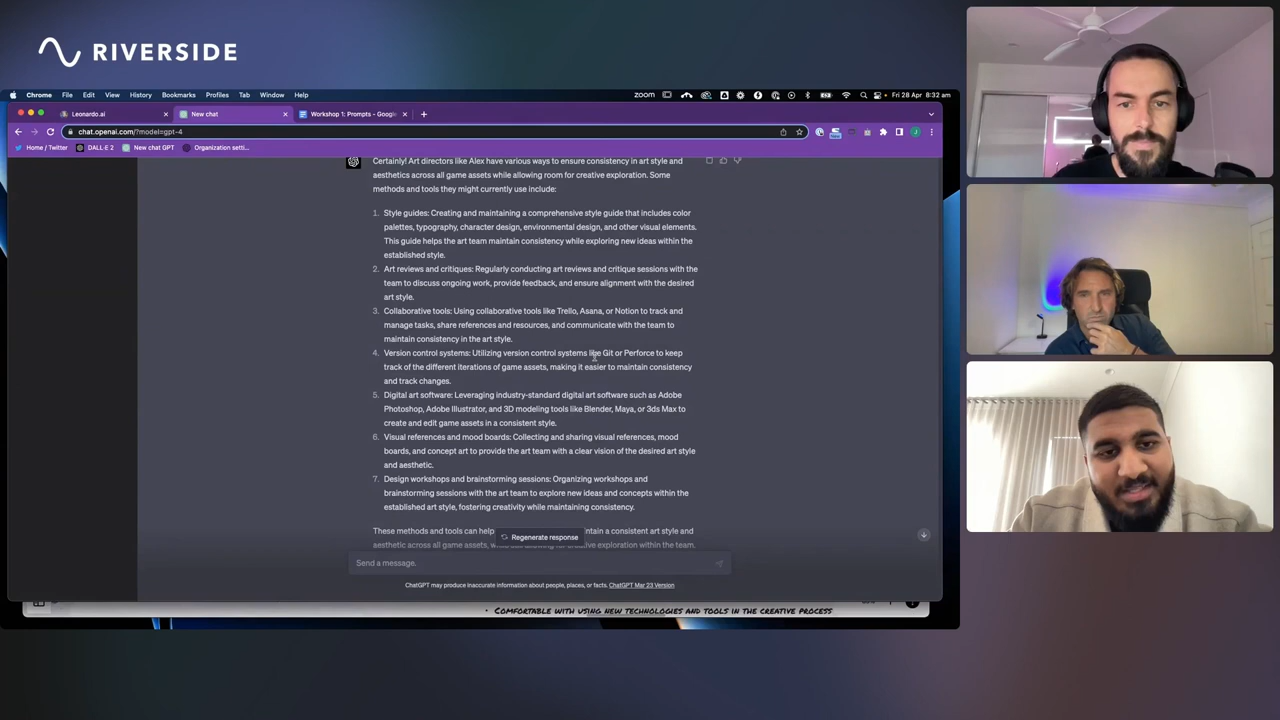 RIVERSIDE
Chrome File Edit View History Bookmarks Profiles Tab Window Help
zoom
Fri 28 Apr 8:32 am
Leonardo.ai
New chat
Workshop 1: Prompts - Google
chat.openai.com/?model=gpt-4
Home / Twitter DALL·E 2 New chat GPT Organization setti...
Certainly! Art directors like Alex have various ways to ensure consistency in art style and
aesthetics across all game assets while allowing room for creative exploration. Some
methods and tools they might currently use include:
1. Style guides: Creating and maintaining a comprehensive style guide that includes color
palettes, typography, character design, environmental design, and other visual elements.
This guide helps the art team maintain consistency while exploring new ideas within the
established style.
2. Art reviews and critiques: Regularly conducting art reviews and critique sessions with the
team to discuss ongoing work, provide feedback, and ensure alignment with the desired
art style.
3. Collaborative tools: Using collaborative tools like Trello, Asana, or Notion to track and
manage tasks, share references and resources, and communicate with the team to
maintain consistency in the art style.
4. Version control systems: Utilizing version control systems like Git or Perforce to keep
track of the different iterations of game assets, making it easier to maintain consistency
and track changes.
5. Digital art software: Leveraging industry-standard digital art software such as Adobe
Photoshop, Adobe Illustrator, and 3D modeling tools like Blender, Maya, or 3ds Max to
create and edit game assets in a consistent style.
6. Visual references and mood boards: Collecting and sharing visual references, mood
boards, and concept art to provide the art team with a clear vision of the desired art style
and aesthetic.
7. Design workshops and brainstorming sessions: Organizing workshops and
brainstorming sessions with the art team to explore new ideas and concepts within the
established art style, fostering creativity while maintaining consistency.
These methods and tools can help ntain a consistent art style and
Regenerate response
aesthetic across all game assets, creative exploration within the team.
Send a message.
ChatGPT may produce inaccurate information about people, places, or facts. ChatGPT Mar 23 Version
• COMFORTABLE WITH USING NEW TECHNOLOGIES AND TOOLS IN THE CREATIVE PROCESS